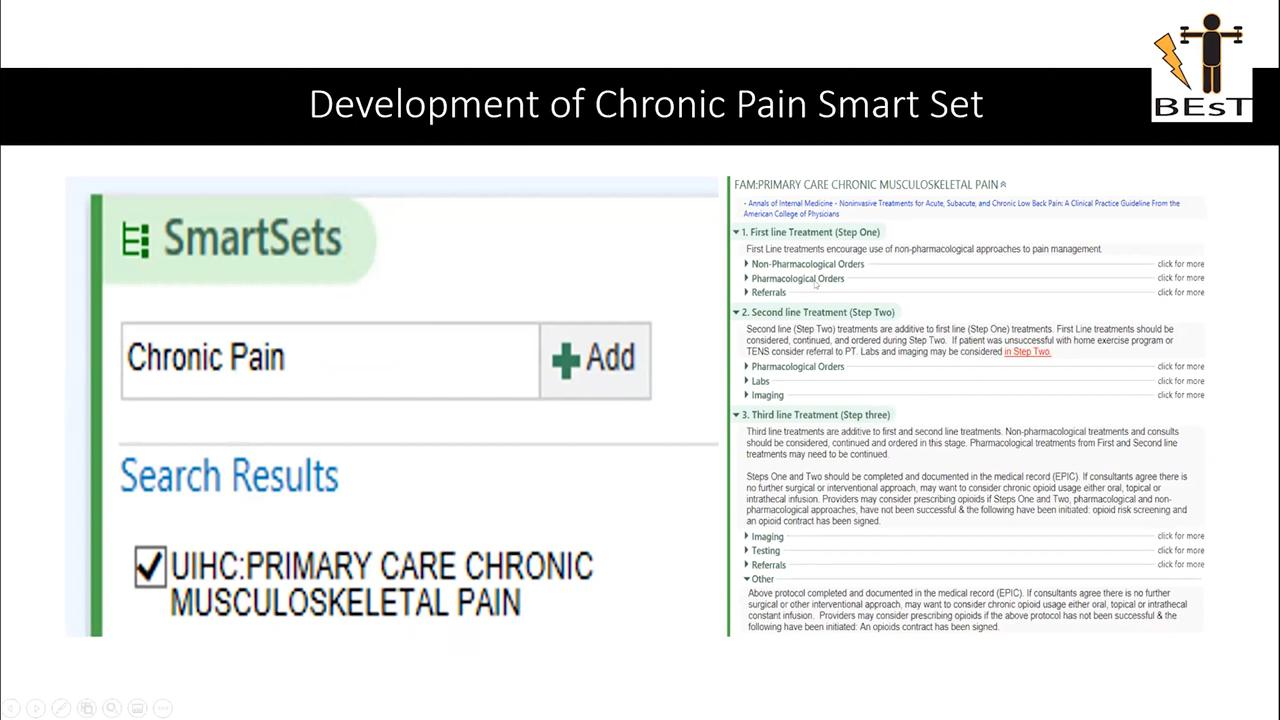 Development of Chronic Pain Smart Set
BEsT
SmartSets
Chronic Pain
Add
Search Results
UIHC:PRIMARY CARE CHRONIC
MUSCULOSKELETAL PAIN
FAM:PRIMARY CARE CHRONIC MUSCULOSKELETAL PAIN
- Annals of Internal Medicine - Noninvasive Treatments for Acute, Subacute, and Chronic Low Back Pain: A Clinical Practice Guideline From the
American College of Physicians
1. First line Treatment (Step One)
First Line treatments encourage use of non-pharmacological approaches to pain management.
Non-Pharmacological Orders click for more
Pharmacological Orders click for more
Referrals click for more
2. Second line Treatment (Step Two)
Second line (Step Two) treatments are additive to first line (Step One) treatments. First Line treatments should be
considered, continued, and ordered during Step Two. If patient was unsuccessful with home exercise program or
TENS consider referral to PT. Labs and imaging may be considered in Step Two.
Pharmacological Orders click for more
Labs click for more
Imaging click for more
3. Third line Treatment (Step three)
Third line treatments are additive to first and second line treatments. Non-pharmacological treatments and consults
should be considered, continued and ordered in this stage. Pharmacological treatments from First and Second line
treatments may need to be continued.
Steps One and Two should be completed and documented in the medical record (EPIC). If consultants agree there is
no further surgical or interventional approach, may want to consider chronic opioid usage either oral, topical or
intrathecal infusion. Providers may consider prescribing opioids if Steps One and Two, pharmacological and non-
pharmacological approaches, have not been successful & the following have been initiated: opioid risk screening and
an opioid contract has been signed.
Imaging click for more
Testing click for more
Referrals click for more
Other
Above protocol completed and documented in the medical record (EPIC). If consultants agree there is no further
surgical or other interventional approach, may want to consider chronic opioid usage either oral, topical or intrathecal
constant infusion. Providers may consider prescribing opioids if the above protocol has not been successful & the
following have been initiated: An opioids contract has been signed.